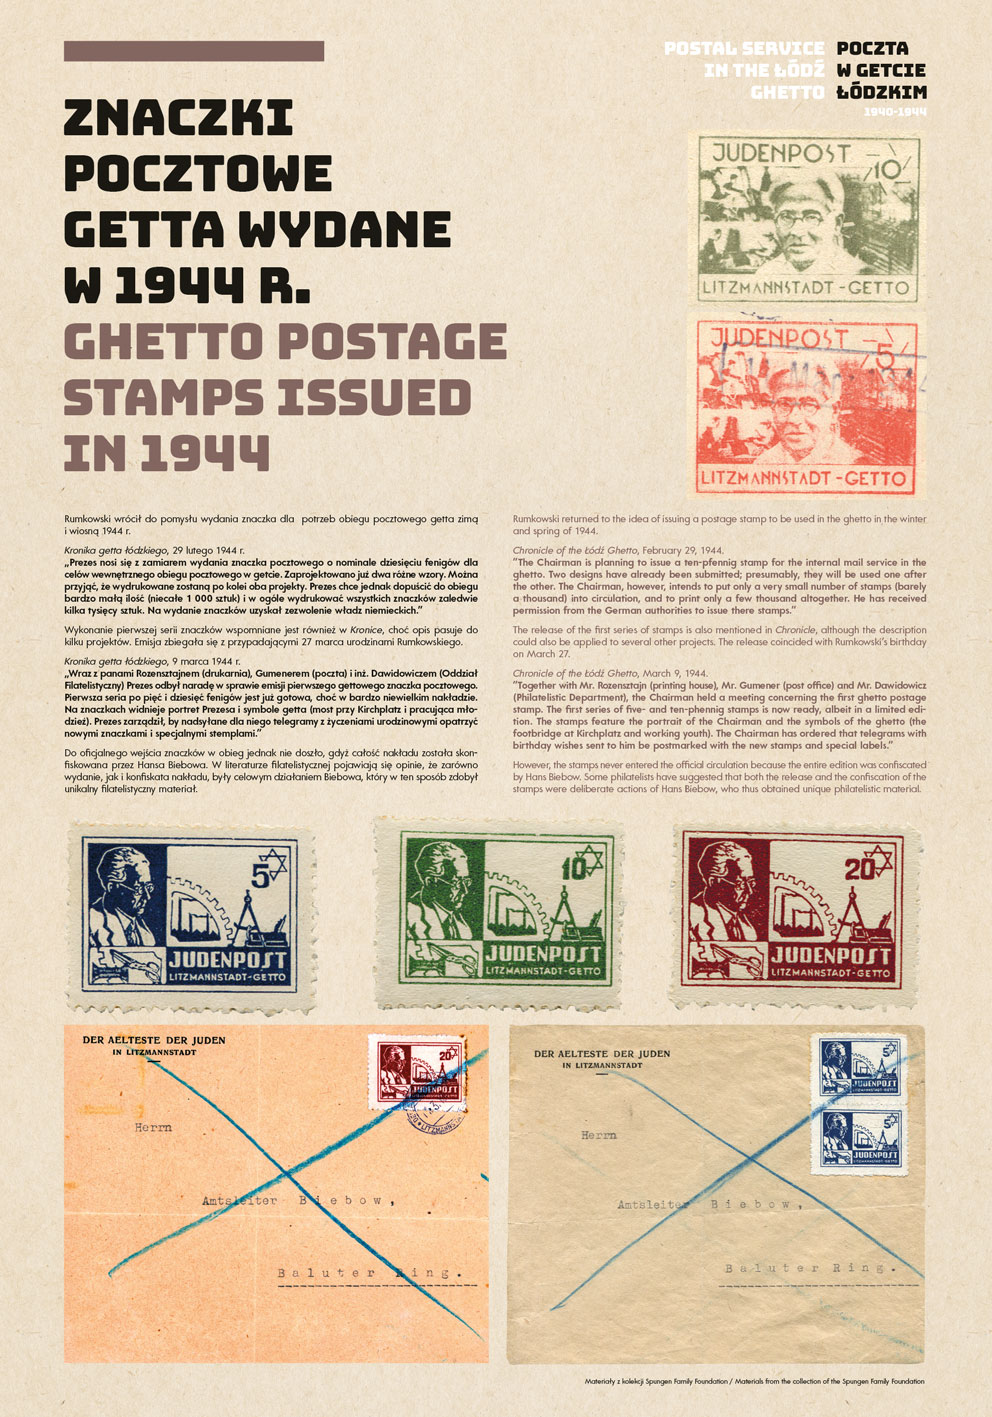 POSTAL SERVICE
IN THE ŁÓDŹ
GHETTO
POCZTA
W GETCIE
ŁÓDZKIM
1940-1944
ZNACZKI
POCZTOWE
GETTA WYDANE
W 1944 R.
GHETTO POSTAGE
STAMPS ISSUED
IN 1944
JUDENPOST
10
LITZMANNSTADT-GETTO
JUDENPOST
5
LITZMANNSTADT-GETTO
Rumkowski wrócił do pomysłu wydania znaczka dla potrzeb obiegu pocztowego getta zimą
i wiosną 1944 r.
Kronika getta łódzkiego, 29 lutego 1944 r.
„Prezes nosi się z zamiarem wydania znaczka pocztowego o nominale dziesięciu fenigów dla
celów wewnętrznego obiegu pocztowego w getcie. Zaprojektowano już dwa różne wzory. Można
przyjąć, że wydrukowane zostaną po kolei oba projekty. Prezes chce jednak dopuścić do obiegu
bardzo małą ilość (niecałe 1 000 sztuk) i w ogóle wydrukować wszystkich znaczków zaledwie
kilka tysięcy sztuk. Na wydanie znaczków uzyskał zezwolenie władz niemieckich.”
Wykonanie pierwszej serii znaczków wspomniane jest również w Kronice, choć opis pasuje do
kilku projektów. Emisja zbiegała się z przypadającymi 27 marca urodzinami Rumkowskiego.
Kronika getta łódzkiego, 9 marca 1944 r.
„Wraz z panami Rozensztajnem (drukarnia), Gumenerem (poczta) i inż. Dawidowiczem (Oddział
Filatelistyczny) Prezes odbył naradę w sprawie emisji pierwszego gettowego znaczka pocztowego.
Pierwsza seria po pięć i dziesięć fenigów jest już gotowa, choć w bardzo niewielkim nakładzie.
Na znaczkach widnieje portret Prezesa i symbole getta (most przy Kirchplatz i pracująca mło-
dzież). Prezes zarządził, by nadsyłane dla niego telegramy z życzeniami urodzinowymi opatrzyć
nowymi znaczkami i specjalnymi stemplami.”
Do oficjalnego wejścia znaczków w obieg jednak nie doszło, gdyż całość nakładu została skon-
fiskowana przez Hansa Biebowa. W literaturze filatelistycznej pojawiają się opinie, że zarówno
wydanie, jak i konfiskata nakładu, były celowym działaniem Biebowa, który w ten sposób zdobył
unikalny filatelistyczny materiał.
Rumkowski returned to the idea of issuing a postage stamp to be used in the ghetto in the winter
and spring of 1944.
Chronicle of the Łódź Ghetto, February 29, 1944.
“The Chairman is planning to issue a ten-pfennig stamp for the internal mail service in the
ghetto. Two designs have already been submitted; presumably, they will be used one after
the other. The Chairman, however, intends to put only a very small number of stamps (barely
a thousand) into circulation, and to print only a few thousand altogether. He has received
permission from the German authorities to issue there stamps.”
The release of the first series of stamps is also mentioned in Chronicle, although the description
could also be applied to several other projects. The release coincided with Rumkowski’s birthday
on March 27.
Chronicle of the Łódź Ghetto, March 9, 1944.
“Together with Mr. Rozensztajn (printing house), Mr. Gumener (post office) and Mr. Dawidowicz
(Philatelistic Department), the Chairman held a meeting concerning the first ghetto postage
stamp. The first series of five- and ten-phennig stamps is now ready, albeit in a limited edi-
tion. The stamps feature the portrait of the Chairman and the symbols of the ghetto (the
footbridge at Kirchplatz and working youth). The Chairman has ordered that telegrams with
birthday wishes sent to him be postmarked with the new stamps and special labels.”
However, the stamps never entered the official circulation because the entire edition was confiscated
by Hans Biebow. Some philatelists have suggested that both the release and the confiscation of the
stamps were deliberate actions of Hans Biebow, who thus obtained unique philatelistic material.
5
JUDENPOST
LITZMANNSTADT-GETTO
10
JUDENPOST
LITZMANNSTADT-GETTO
20
JUDENPOST
LITZMANNSTADT-GETTO
DER AELTESTE DER JUDEN
IN LITZMANNSTADT
20
JUDENPOST
LITZMANNSTADT-GETTO
Herrn
Amtsleiter Biebow,
Baluter Ring.
DER AELTESTE DER JUDEN
IN LITZMANNSTADT
5
JUDENPOST
LITZMANNSTADT-GETTO
5
JUDENPOST
LITZMANNSTADT-GETTO
Herrn
Amtsleiter Biebow,
Baluter Ring.
Materiały z kolekcji Spungen Family Foundation / Materials from the collection of the Spungen Family Foundation